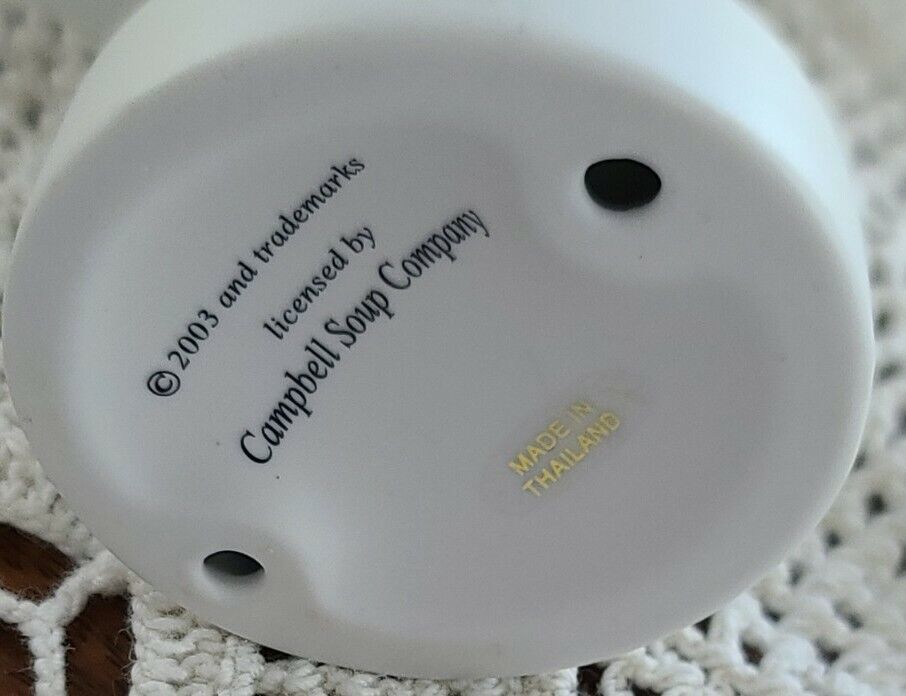 © 2003 and trademarks
licensed by
Campbell Soup Company
MADE IN
THAILAND